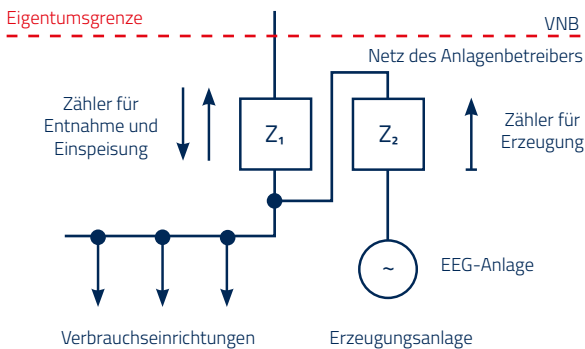 Eigentumsgrenze
VNB
Netz des Anlagenbetreibers
Zähler für
Entnahme und
Einspeisung
Z₁
Z₂
Zähler für
Erzeugung
~
EEG-Anlage
Verbrauchseinrichtungen
Erzeugungsanlage